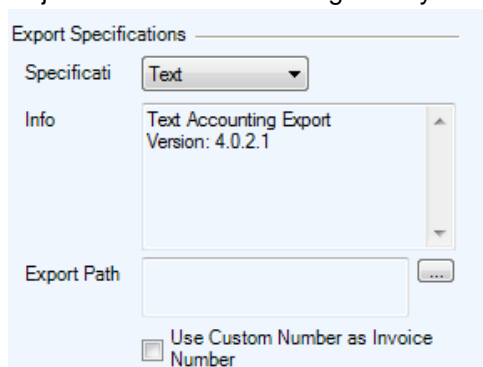 Export Specifications
Specificati Text
Info Text Accounting Export
Version: 4.0.2.1
Export Path ...
Use Custom Number as Invoice
Number